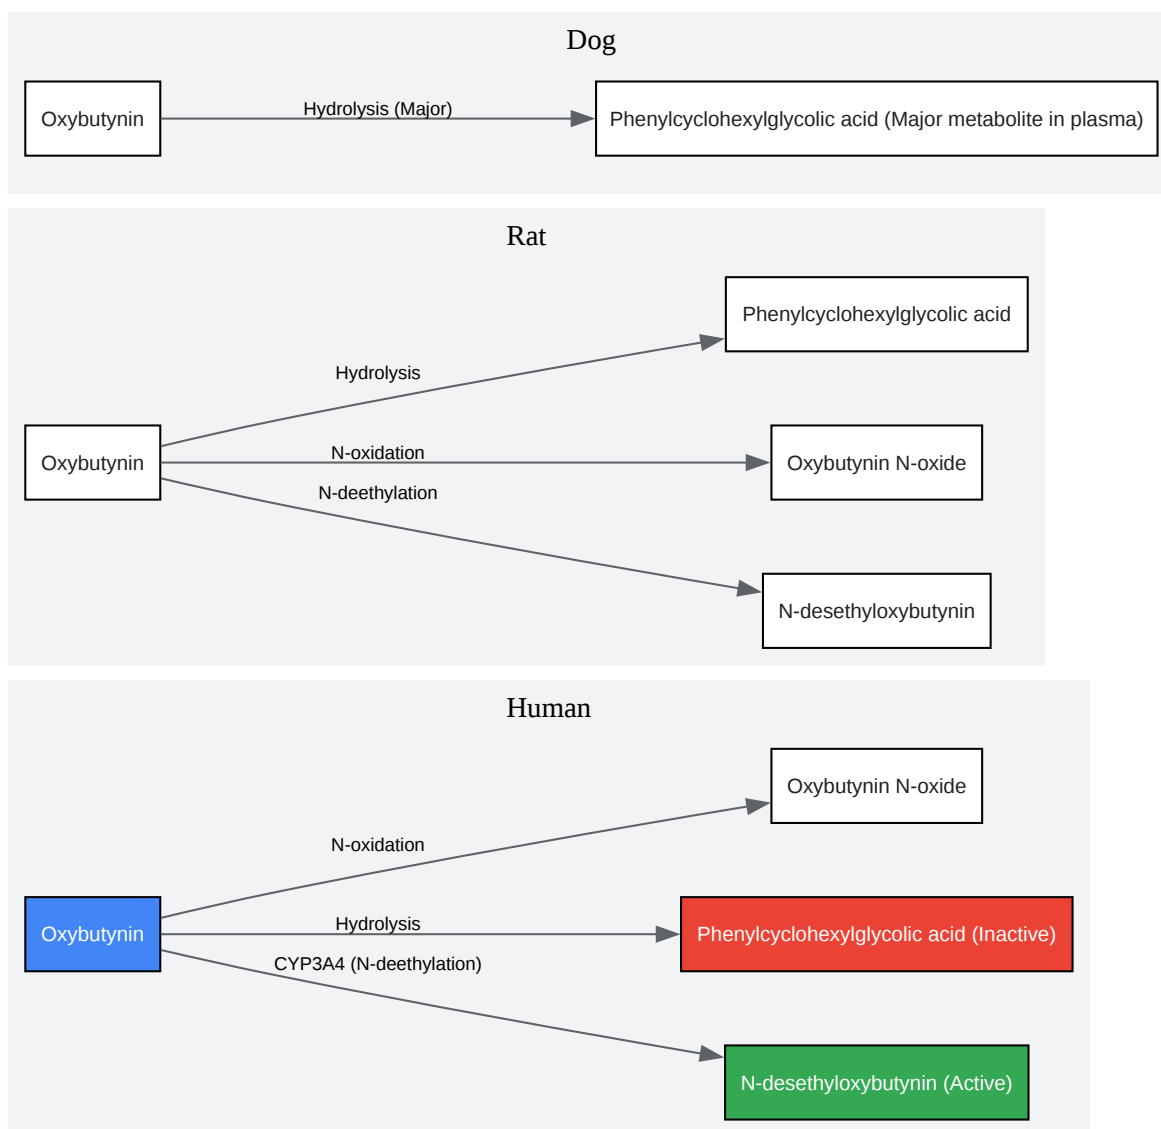 Dog
Oxybutynin
Hydrolysis (Major)
Phenylcyclohexylglycolic acid (Major metabolite in plasma)
Rat
Phenylcyclohexylglycolic acid
Hydrolysis
Oxybutynin
N-oxidation
Oxybutynin N-oxide
N-deethylation
N-desethyloxybutynin
Human
Oxybutynin N-oxide
N-oxidation
Oxybutynin
Hydrolysis
Phenylcyclohexylglycolic acid (Inactive)
CYP3A4 (N-deethylation)
N-desethyloxybutynin (Active)